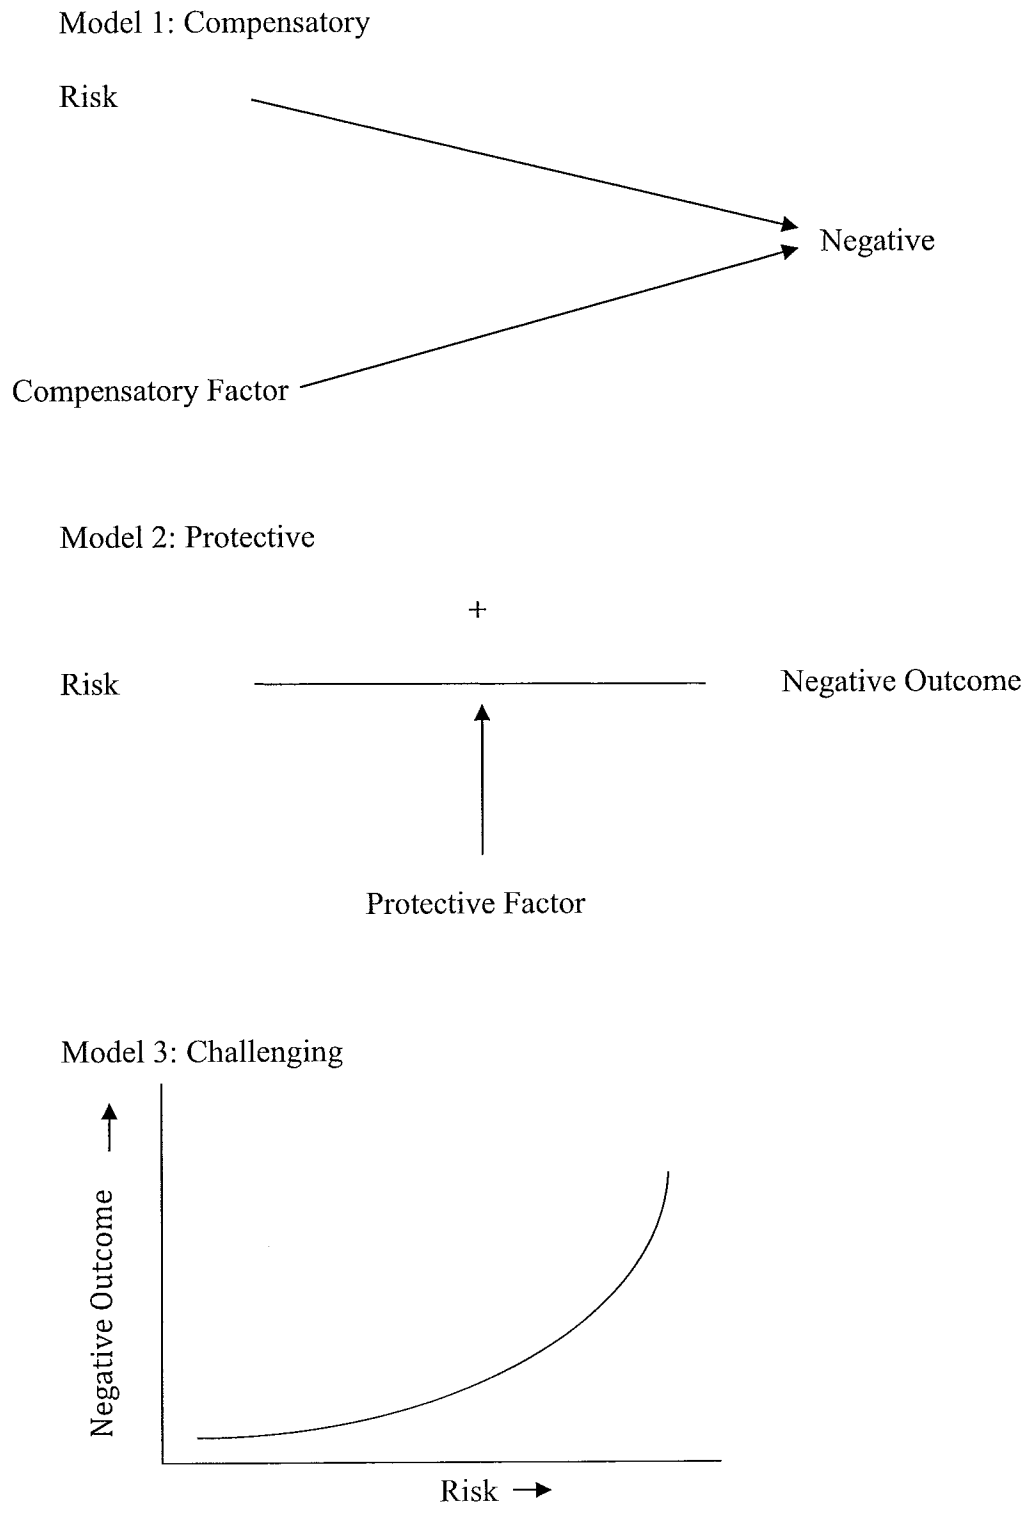 Model 1: Compensatory
Risk
Negative
Compensatory Factor
Model 2: Protective
+
Risk
Negative Outcome
Protective Factor
Model 3: Challenging
Negative Outcome
Risk